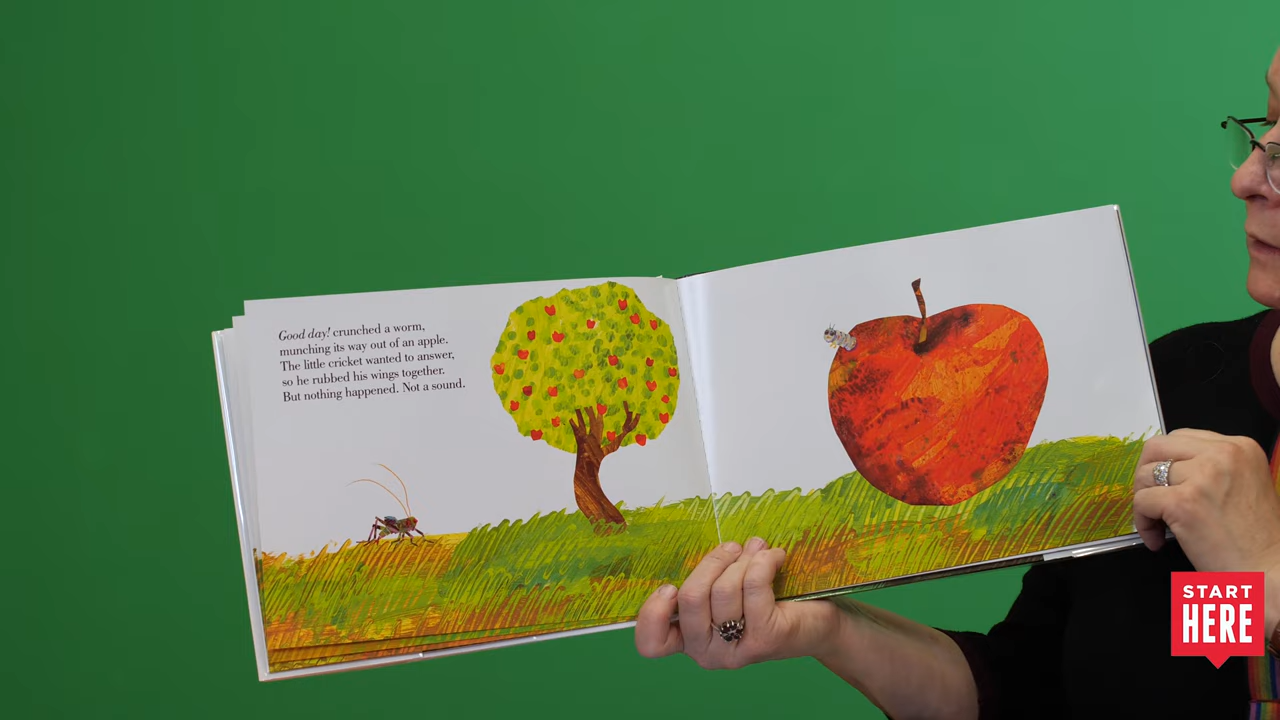 Good day! crunched a worm,
munching its way out of an apple.
The little cricket wanted to answer,
so he rubbed his wings together.
But nothing happened. Not a sound.
START
HERE